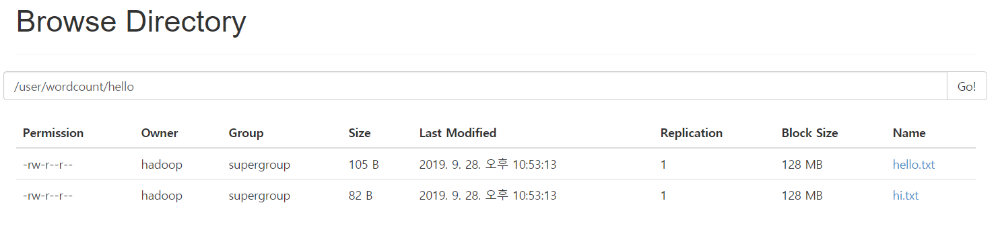 Browse Directory
/user/wordcount/hello Go!
Permission Owner Group Size Last Modified Replication Block Size Name
-rw-r--r-- hadoop supergroup 105 B 2019. 9. 28. 오후 10:53:13 1 128 MB hello.txt
-rw-r--r-- hadoop supergroup 82 B 2019. 9. 28. 오후 10:53:13 1 128 MB hi.txt